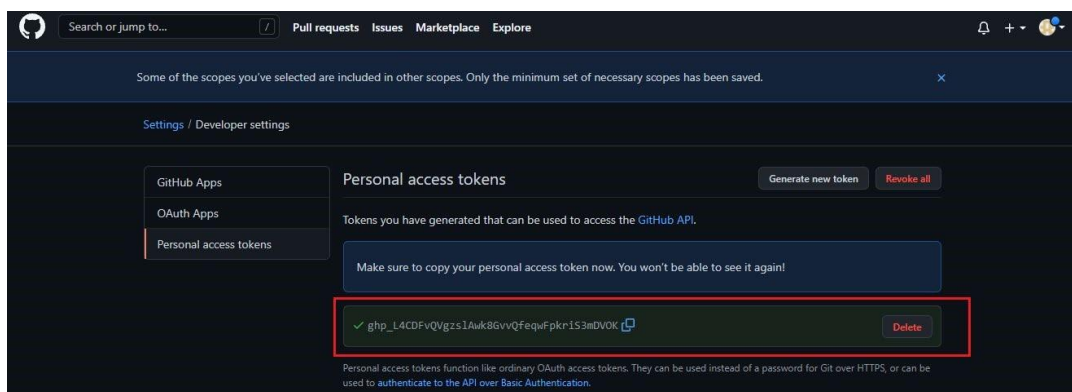 Search or jump to... / Pull requests Issues Marketplace Explore
Some of the scopes you've selected are included in other scopes. Only the minimum set of necessary scopes has been saved.
Settings / Developer settings
GitHub Apps
OAuth Apps
Personal access tokens
Personal access tokens
Generate new token
Revoke all
Tokens you have generated that can be used to access the GitHub API.
Make sure to copy your personal access token now. You won't be able to see it again!
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
Delete
Personal access tokens function like ordinary OAuth access tokens. They can be used instead of a password for Git over HTTPS, or can be
used to authenticate to the API over Basic Authentication.